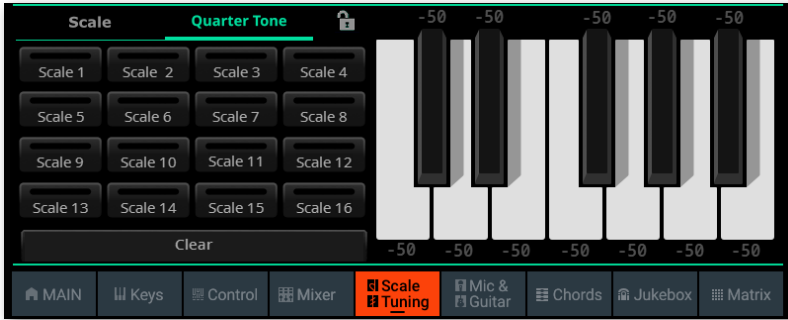 Scale Quarter Tone -50 -50 -50 -50 -50
Scale 1 Scale 2 Scale 3 Scale 4
Scale 5 Scale 6 Scale 7 Scale 8
Scale 9 Scale 10 Scale 11 Scale 12
Scale 13 Scale 14 Scale 15 Scale 16
Clear
-50 -50 -50 -50 -50 -50 -50
MAIN Keys Control Mixer Scale Tuning Mic & Guitar Chords Jukebox Matrix